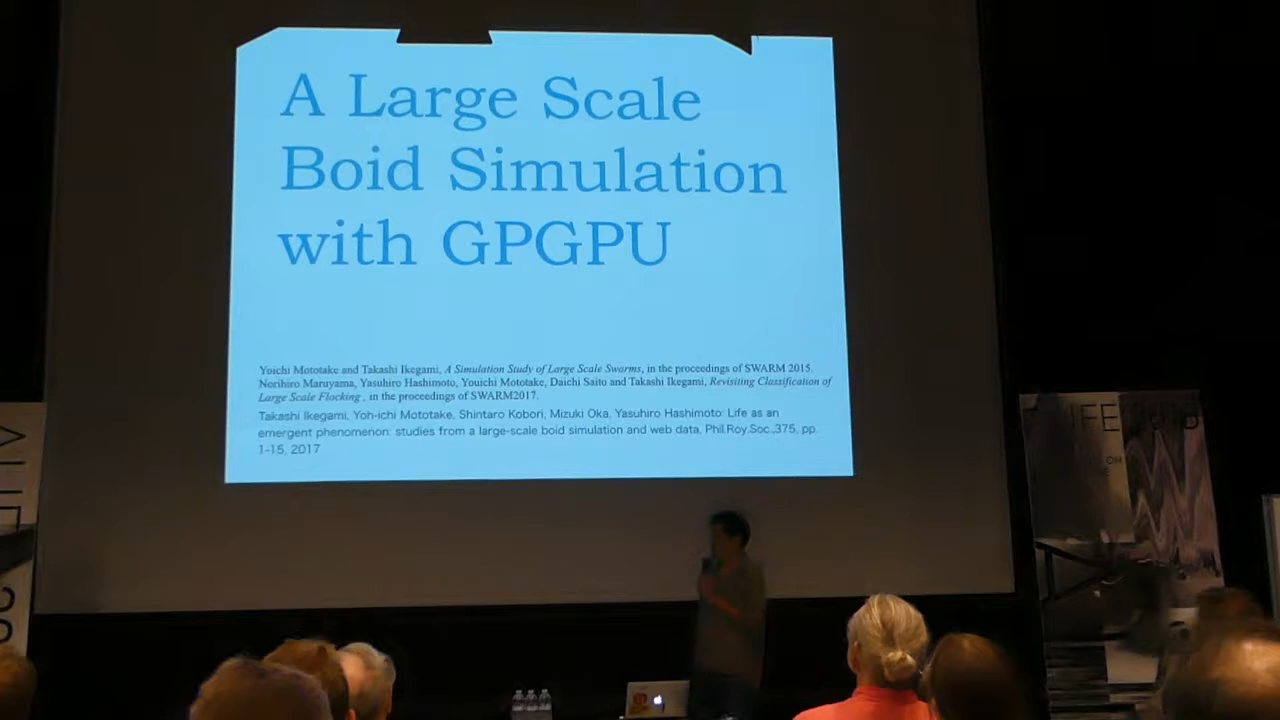 A Large Scale
Boid Simulation
with GPGPU
Yoichi Mototake and Takashi Ikegami, A Simulation Study of Large Scale Swarms, in the proceedings of SWARM 2015.
Norihiro Maruyama, Yasuhiro Hashimoto, Youichi Mototake, Daichi Saito and Takashi Ikegami, Revisiting Classification of
Large Scale Flocking , in the proceedings of SWARM2017.
Takashi Ikegami, Yoh-ichi Mototake, Shintaro Kobori, Mizuki Oka, Yasuhiro Hashimoto: Life as an
emergent phenomenon: studies from a large-scale boid simulation and web data, Phil.Roy.Soc.,375, pp.
1-15, 2017